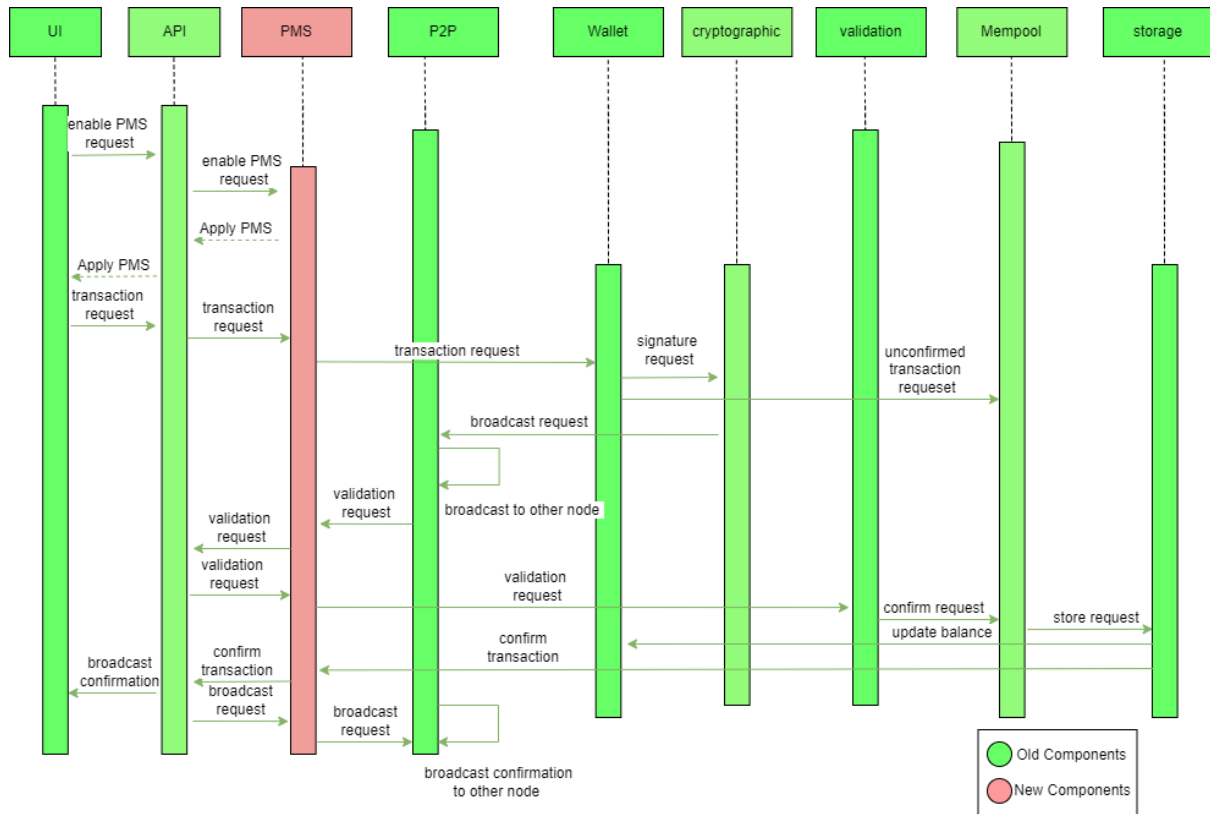 UI
API
PMS
P2P
Wallet
cryptographic
validation
Mempool
storage
enable PMS
request
enable PMS
request
Apply PMS
Apply PMS
transaction
request
transaction
request
transaction request
signature
request
unconfirmed
transaction
requeset
broadcast request
broadcast to other node
validation
request
validation
request
validation
request
validation
request
confirm request
store request
update balance
confirm
transaction
confirm
transaction
broadcast
confirmation
broadcast
request
broadcast
request
broadcast confirmation
to other node
Old Components
New Components